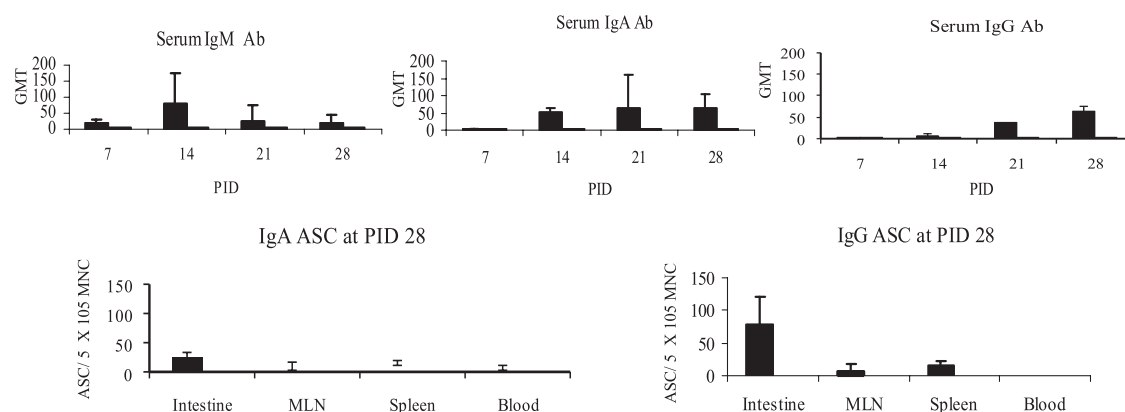 Serum IgM Ab
GMT
200
150
100
50
0
7 14 21 28
PID
Serum IgA Ab
GMT
200
150
100
50
0
7 14 21 28
PID
Serum IgG Ab
GMT
200
150
100
50
0
7 14 21 28
PID
IgA ASC at PID 28
ASC/ 5 X 105 MNC
150
100
50
0
Intestine MLN Spleen Blood
IgG ASC at PID 28
ASC/ 5 X 105 MNC
150
100
50
0
Intestine MLN Spleen Blood